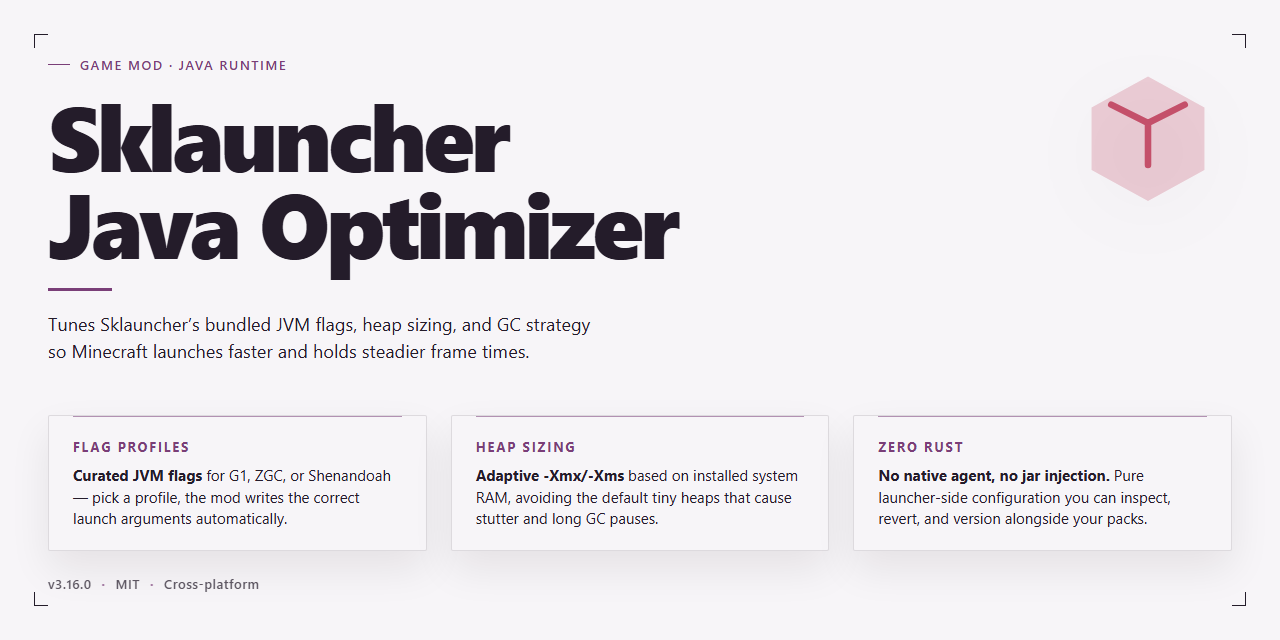 GAME MOD · JAVA RUNTIME
Sklauncher
Java Optimizer
Tunes Sklauncher’s bundled JVM flags, heap sizing, and GC strategy
so Minecraft launches faster and holds steadier frame times.
FLAG PROFILES
Curated JVM flags for G1, ZGC, or Shenandoah
— pick a profile, the mod writes the correct
launch arguments automatically.
HEAP SIZING
Adaptive -Xmx/-Xms based on installed system
RAM, avoiding the default tiny heaps that cause
stutter and long GC pauses.
ZERO RUST
No native agent, no jar injection. Pure
launcher-side configuration you can inspect,
revert, and version alongside your packs.
v3.16.0 · MIT · Cross-platform